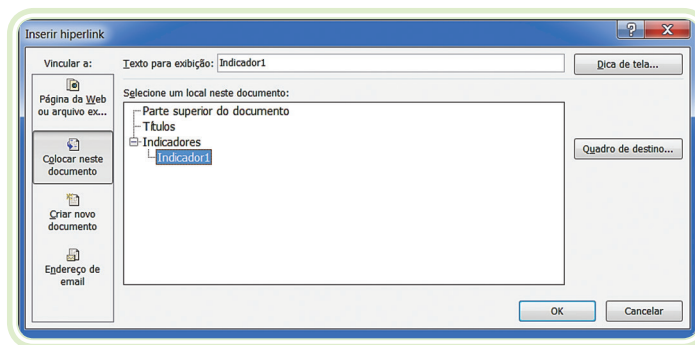 Inserir hiperlink
Vincular a:
Texto para exibição: Indicador1
Dica de tela...
Página da Web
ou arquivo ex...
Selecione um local neste documento:
Parte superior do documento
Títulos
Indicadores
Indicador1
Colocar neste
documento
Quadro de destino...
Criar novo
documento
Endereço de
email
OK
Cancelar